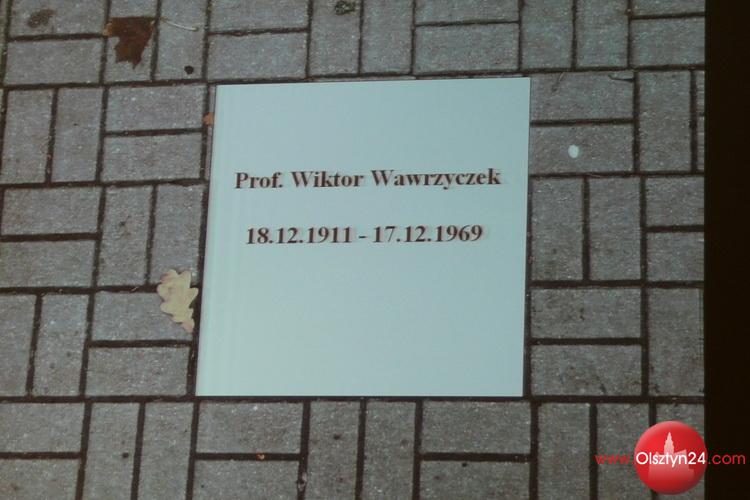 Prof. Wiktor Wawrzyczek
18.12.1911 - 17.12.1969
www.Olsztyn24.com